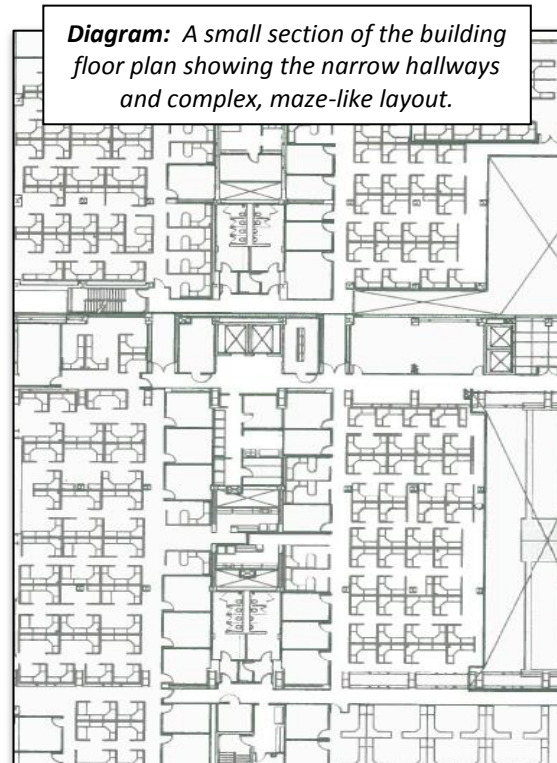 Diagram: A small section of the building
floor plan showing the narrow hallways
and complex, maze-like layout.